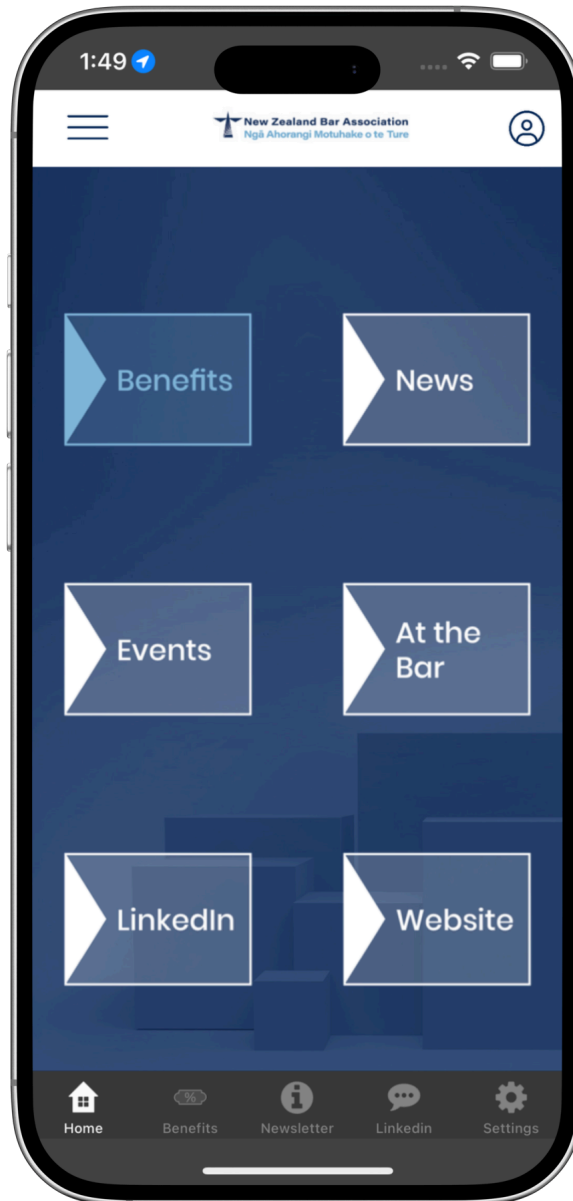 1:49
New Zealand Bar Association
Ngā Ahorangi Motuhake o te Ture
Benefits
News
Events
At the
Bar
LinkedIn
Website
%
Home
Benefits
Newsletter
Linkedin
Settings